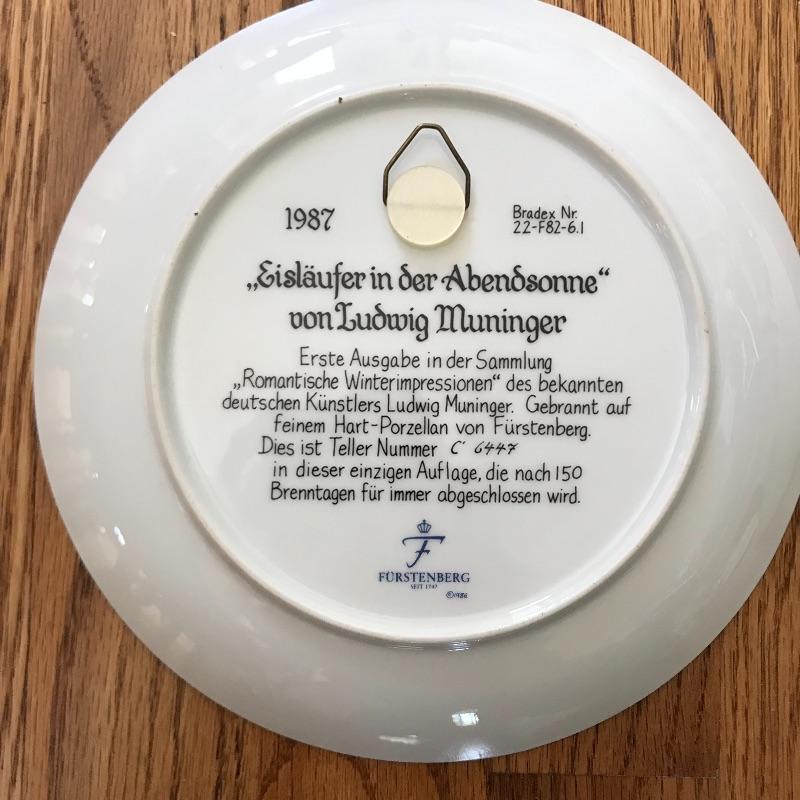 1987
Bradex Nr.
22-F82-6.1
„Eisläufer in der Abendsonne“
von Ludwig Muninger
Erste Ausgabe in der Sammlung
„Romantische Winterimpressionen“ des bekannten
deutschen Künstlers Ludwig Muninger. Gebrannt auf
feinem Hart-Porzellan von Fürstenberg.
Dies ist Teller Nummer C 6447
in dieser einzigen Auflage, die nach 150
Brenntagen für immer abgeschlossen wird.
F
FÜRSTENBERG
SEIT 1747
©1986